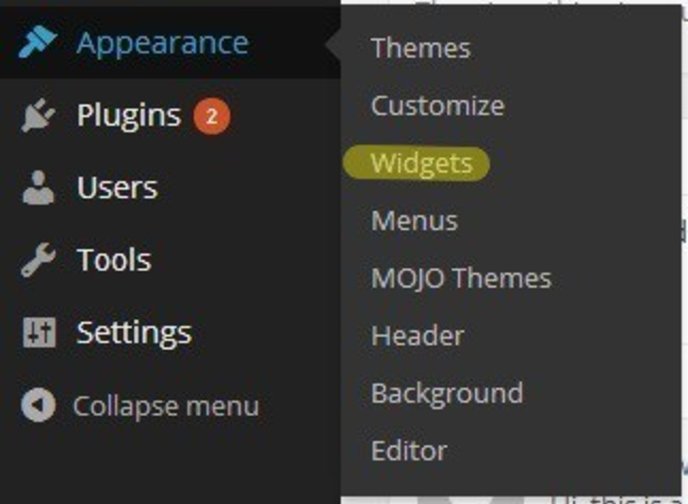 Appearance
Plugins 2
Users
Tools
Settings
Collapse menu
Themes
Customize
Widgets
Menus
MOJO Themes
Header
Background
Editor